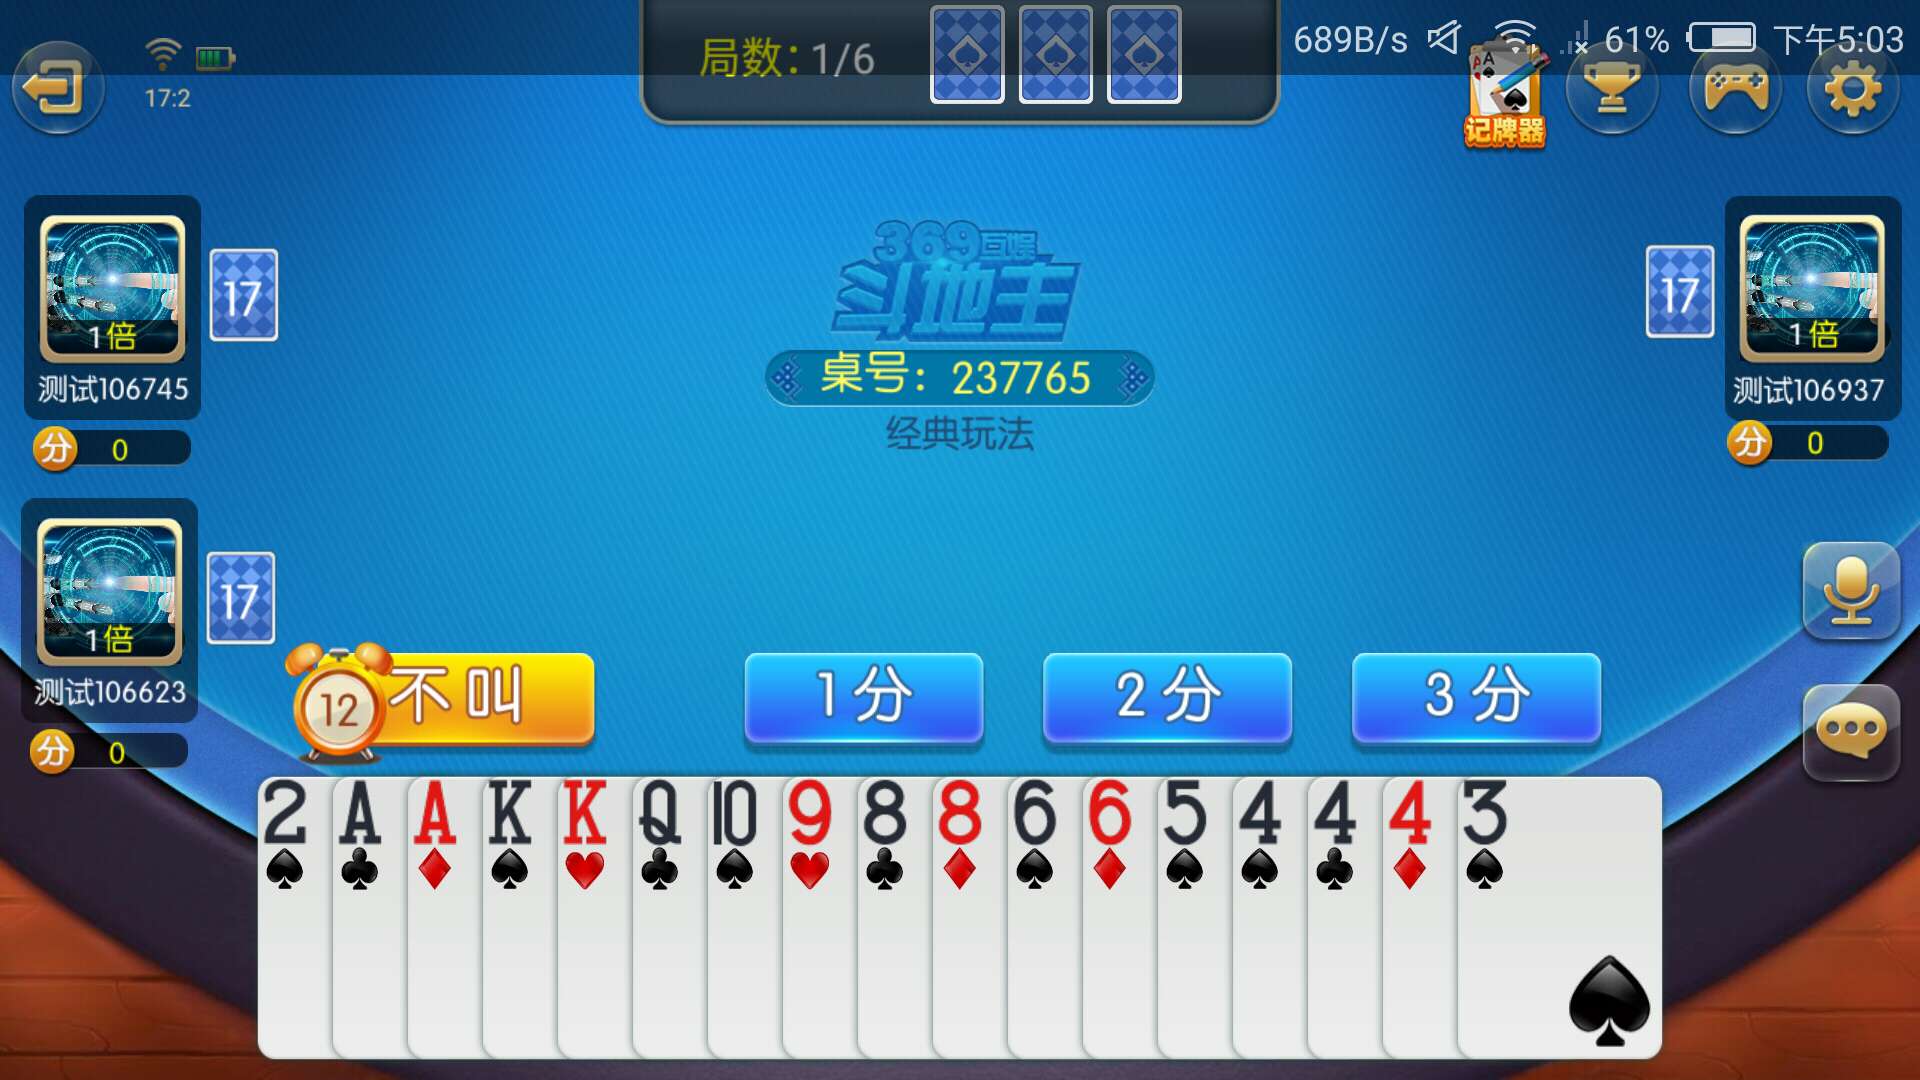 局数：1/6
689B/s 61% 下午5:03
17:2
记牌器
369互娱
斗地主
桌号：237765
经典玩法
1倍
17
测试106745
分 0
17
1倍
测试106937
分 0
1倍
17
测试106623
分 0
12
不叫
1分
2分
3分
2 A A K K Q 10 9 8 8 6 6 5 4 4 4 3